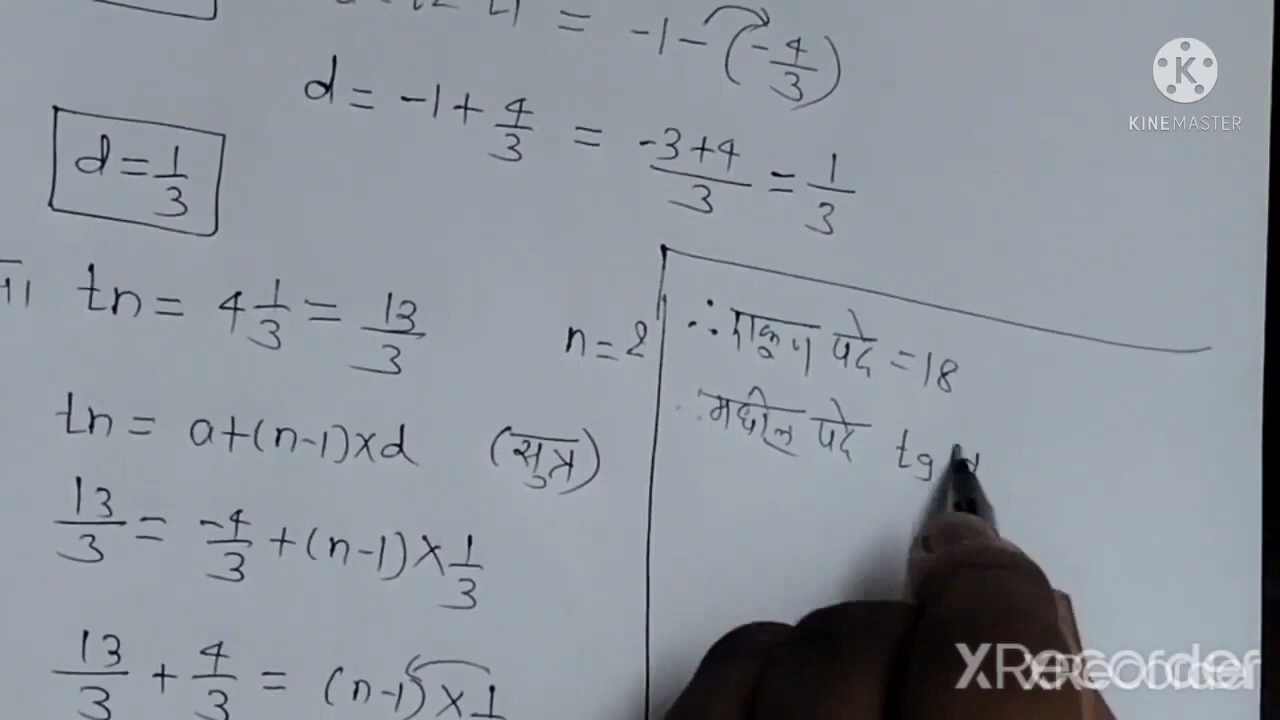 = -1-(-4/3)
d = -1+4/3 = -3+4/3 = 1/3
d=1/3
tn = 4 1/3 = 13/3
n=2
tn = a+(n-1)×d (सुत्र)
13/3 = -4/3 + (n-1) × 1/3
13/3 + 4/3 = (n-1) × 1
∴ एकूण पदे = 18
∴ मधील पदे t9
KINEMASTER
XRecorder